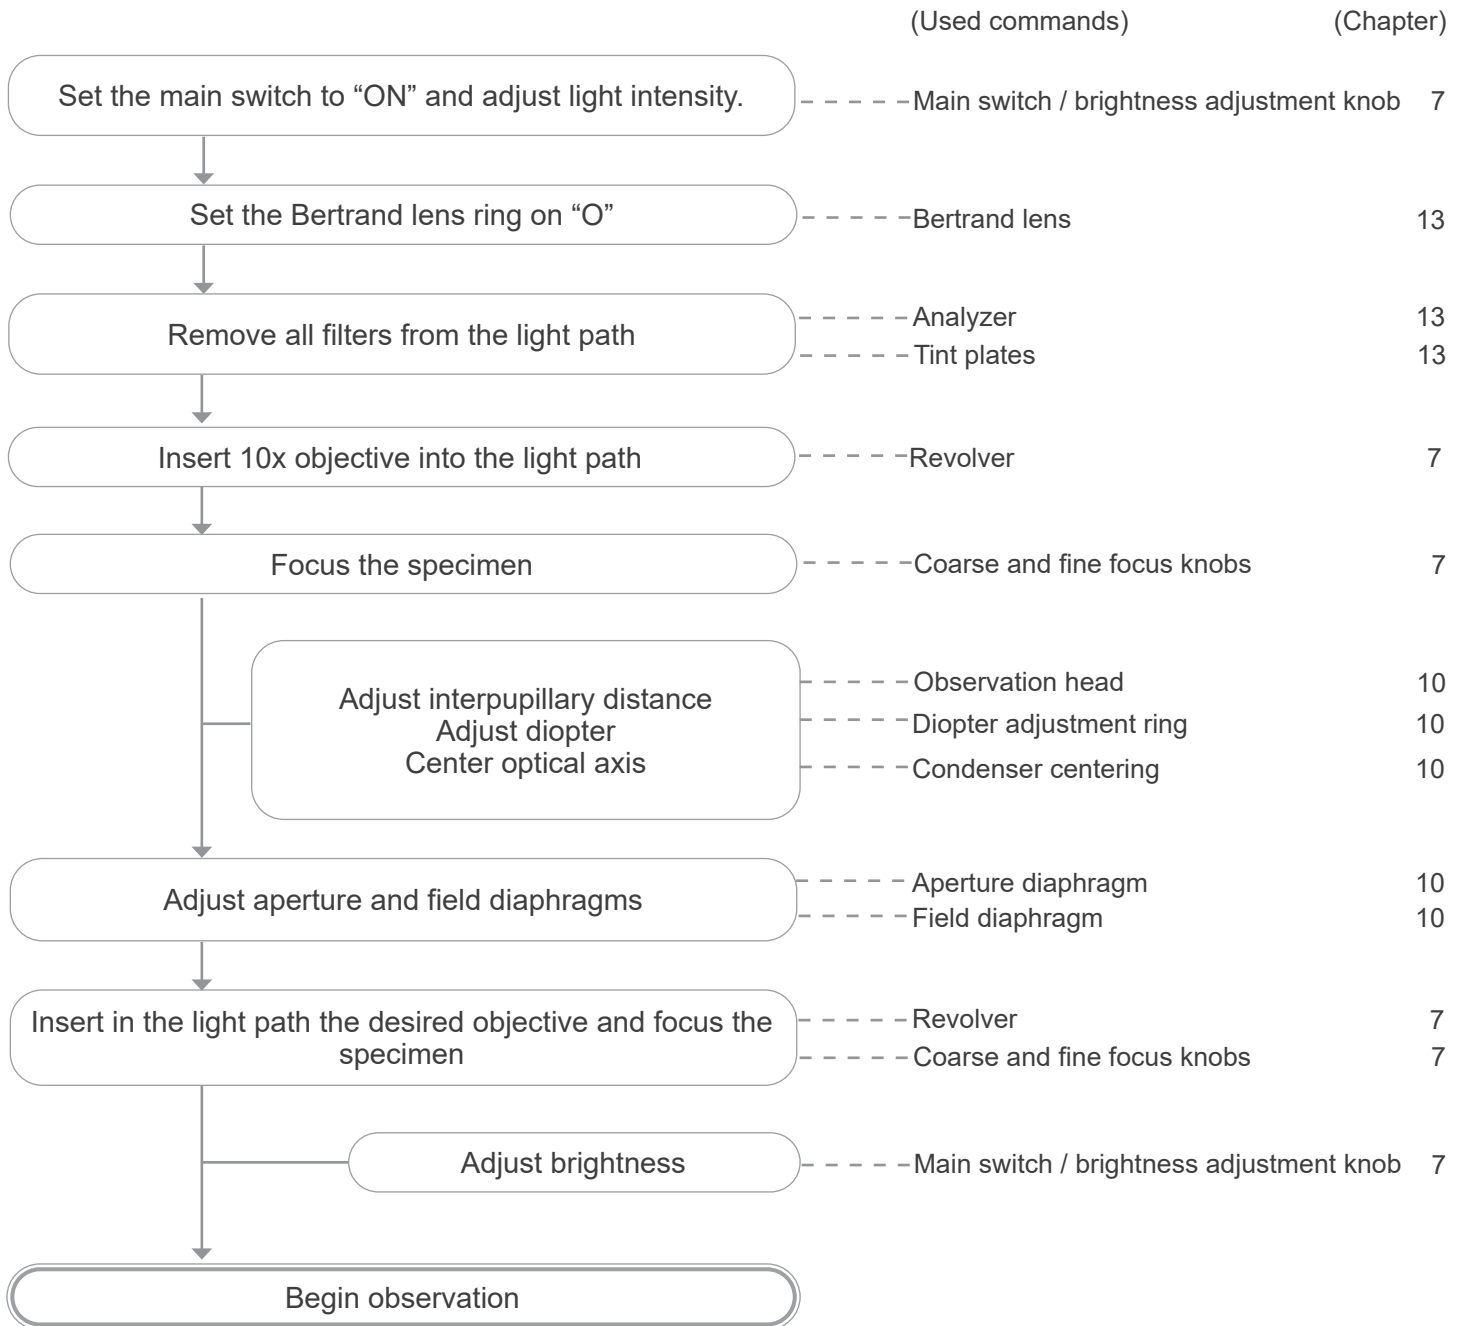 (Used commands) (Chapter)
Set the main switch to “ON” and adjust light intensity.
Main switch / brightness adjustment knob 7
Set the Bertrand lens ring on “O”
Bertrand lens 13
Remove all filters from the light path
Analyzer 13
Tint plates 13
Insert 10x objective into the light path
Revolver 7
Focus the specimen
Coarse and fine focus knobs 7
Adjust interpupillary distance
Adjust diopter
Center optical axis
Observation head 10
Diopter adjustment ring 10
Condenser centering 10
Adjust aperture and field diaphragms
Aperture diaphragm 10
Field diaphragm 10
Insert in the light path the desired objective and focus the
specimen
Revolver 7
Coarse and fine focus knobs 7
Adjust brightness
Main switch / brightness adjustment knob 7
Begin observation